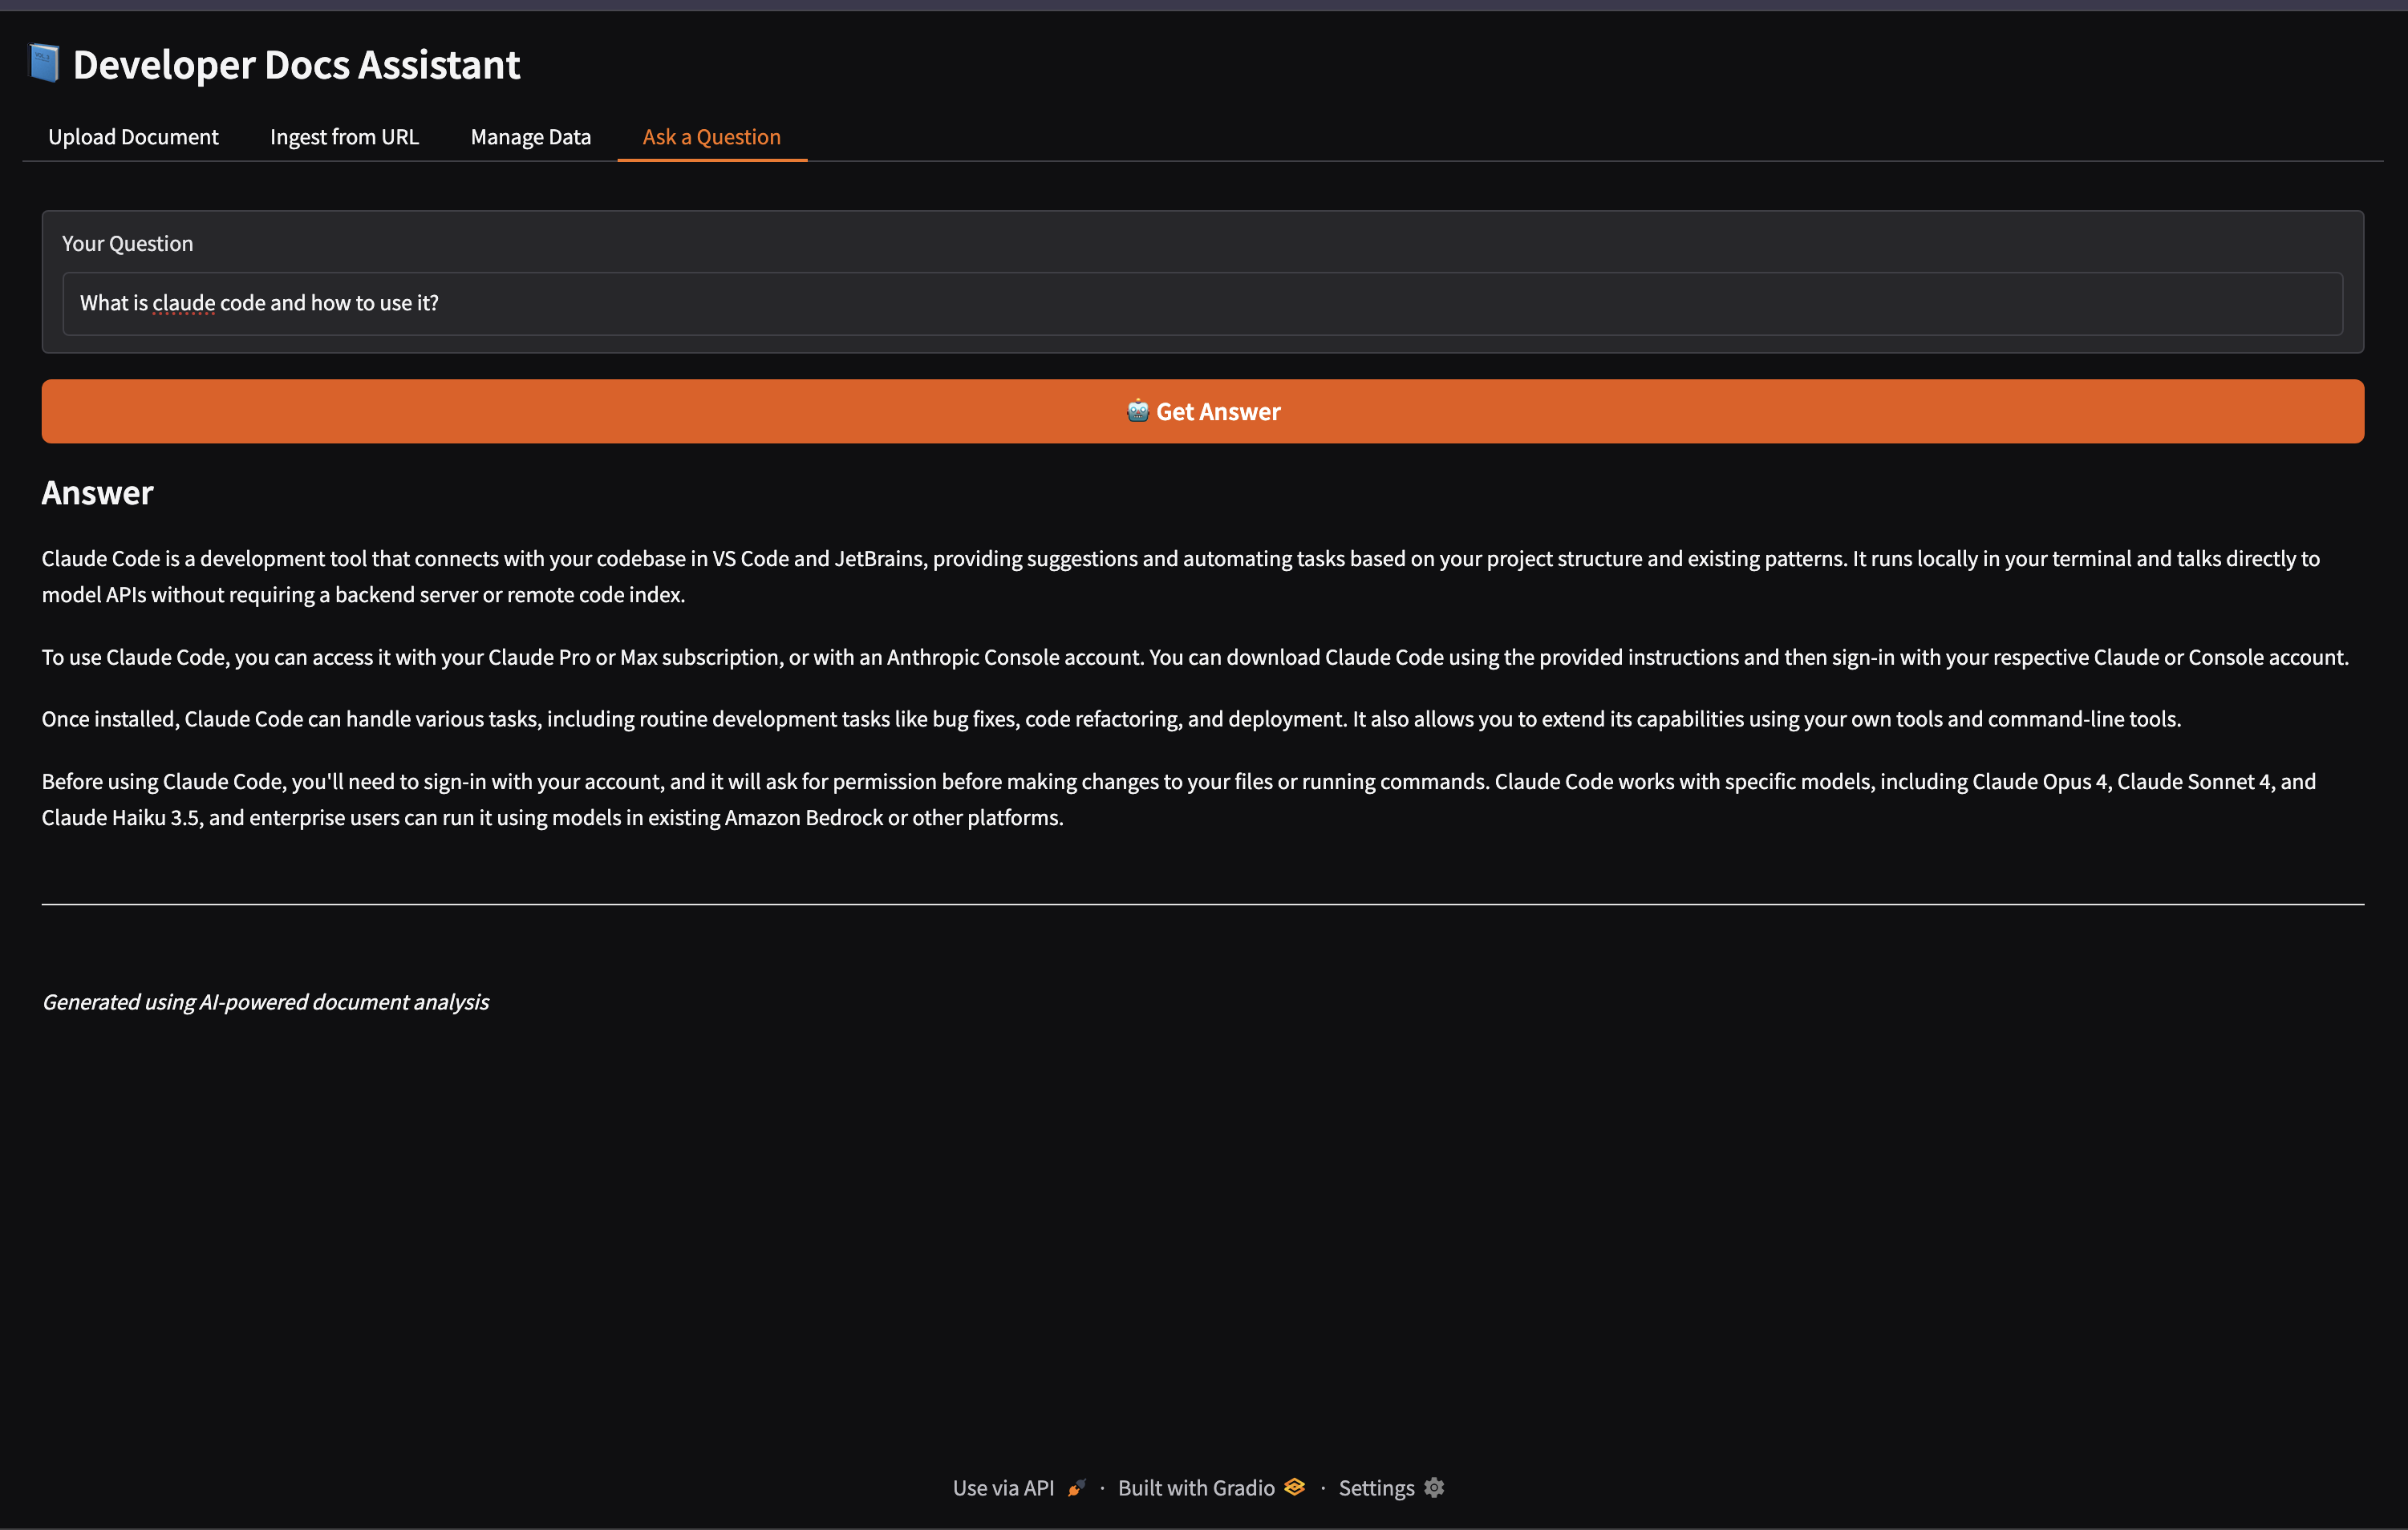 Developer Docs Assistant
Upload Document
Ingest from URL
Manage Data
Ask a Question
Your Question
What is claude code and how to use it?
Get Answer
Answer
Claude Code is a development tool that connects with your codebase in VS Code and JetBrains, providing suggestions and automating tasks based on your project structure and existing patterns. It runs locally in your terminal and talks directly to
model APIs without requiring a backend server or remote code index.
To use Claude Code, you can access it with your Claude Pro or Max subscription, or with an Anthropic Console account. You can download Claude Code using the provided instructions and then sign-in with your respective Claude or Console account.
Once installed, Claude Code can handle various tasks, including routine development tasks like bug fixes, code refactoring, and deployment. It also allows you to extend its capabilities using your own tools and command-line tools.
Before using Claude Code, you'll need to sign-in with your account, and it will ask for permission before making changes to your files or running commands. Claude Code works with specific models, including Claude Opus 4, Claude Sonnet 4, and
Claude Haiku 3.5, and enterprise users can run it using models in existing Amazon Bedrock or other platforms.
Generated using AI-powered document analysis
Use via API · Built with Gradio · Settings